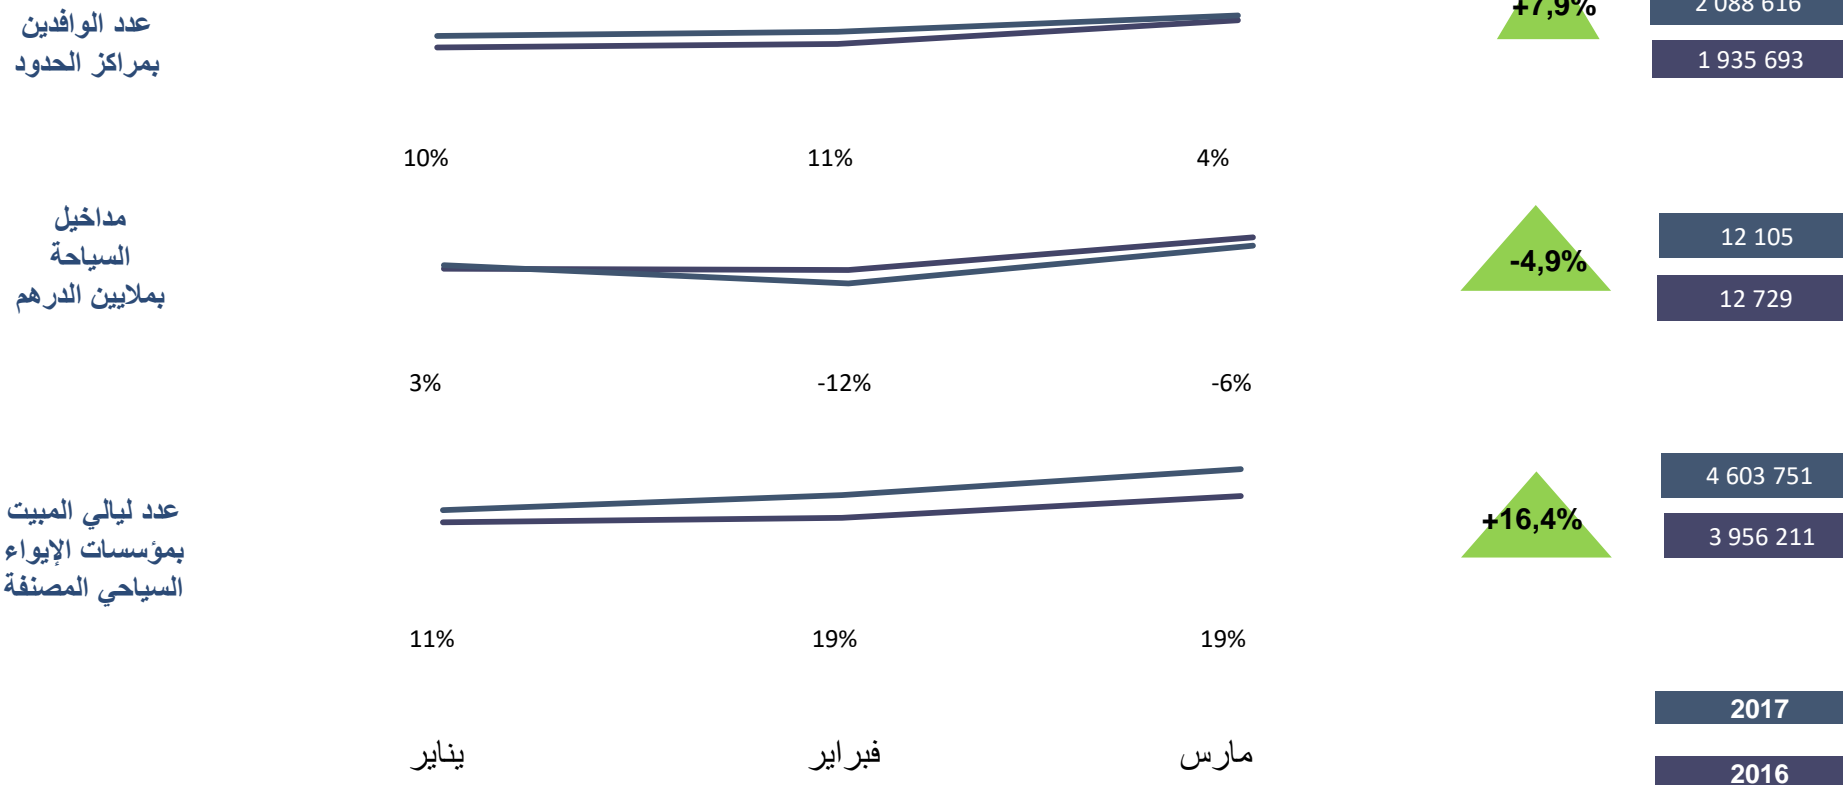 عدد الوافدين
بمراكز الحدود
+7,9%
2 088 616
1 935 693
10%
11%
4%
مداخيل
السياحة
بملايين الدرهم
-4,9%
12 105
12 729
3%
-12%
-6%
عدد ليالي المبيت
بمؤسسات الإيواء
السياحي المصنفة
+16,4%
4 603 751
3 956 211
11%
19%
19%
2017
يناير
فبراير
مارس
2016